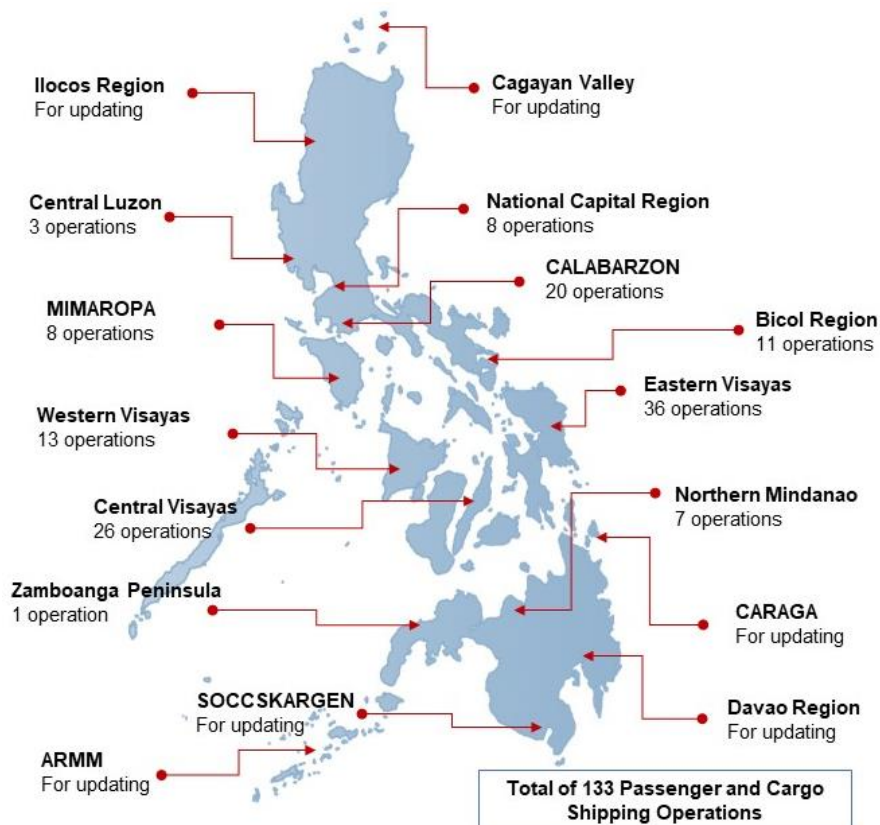 Ilocos Region
For updating
Cagayan Valley
For updating
Central Luzon
3 operations
National Capital Region
8 operations
CALABARZON
20 operations
MIMAROPA
8 operations
Bicol Region
11 operations
Eastern Visayas
36 operations
Western Visayas
13 operations
Central Visayas
26 operations
Northern Mindanao
7 operations
Zamboanga Peninsula
1 operation
CARAGA
For updating
SOCCSKARGEN
For updating
Davao Region
For updating
ARMM
For updating
Total of 133 Passenger and Cargo
Shipping Operations